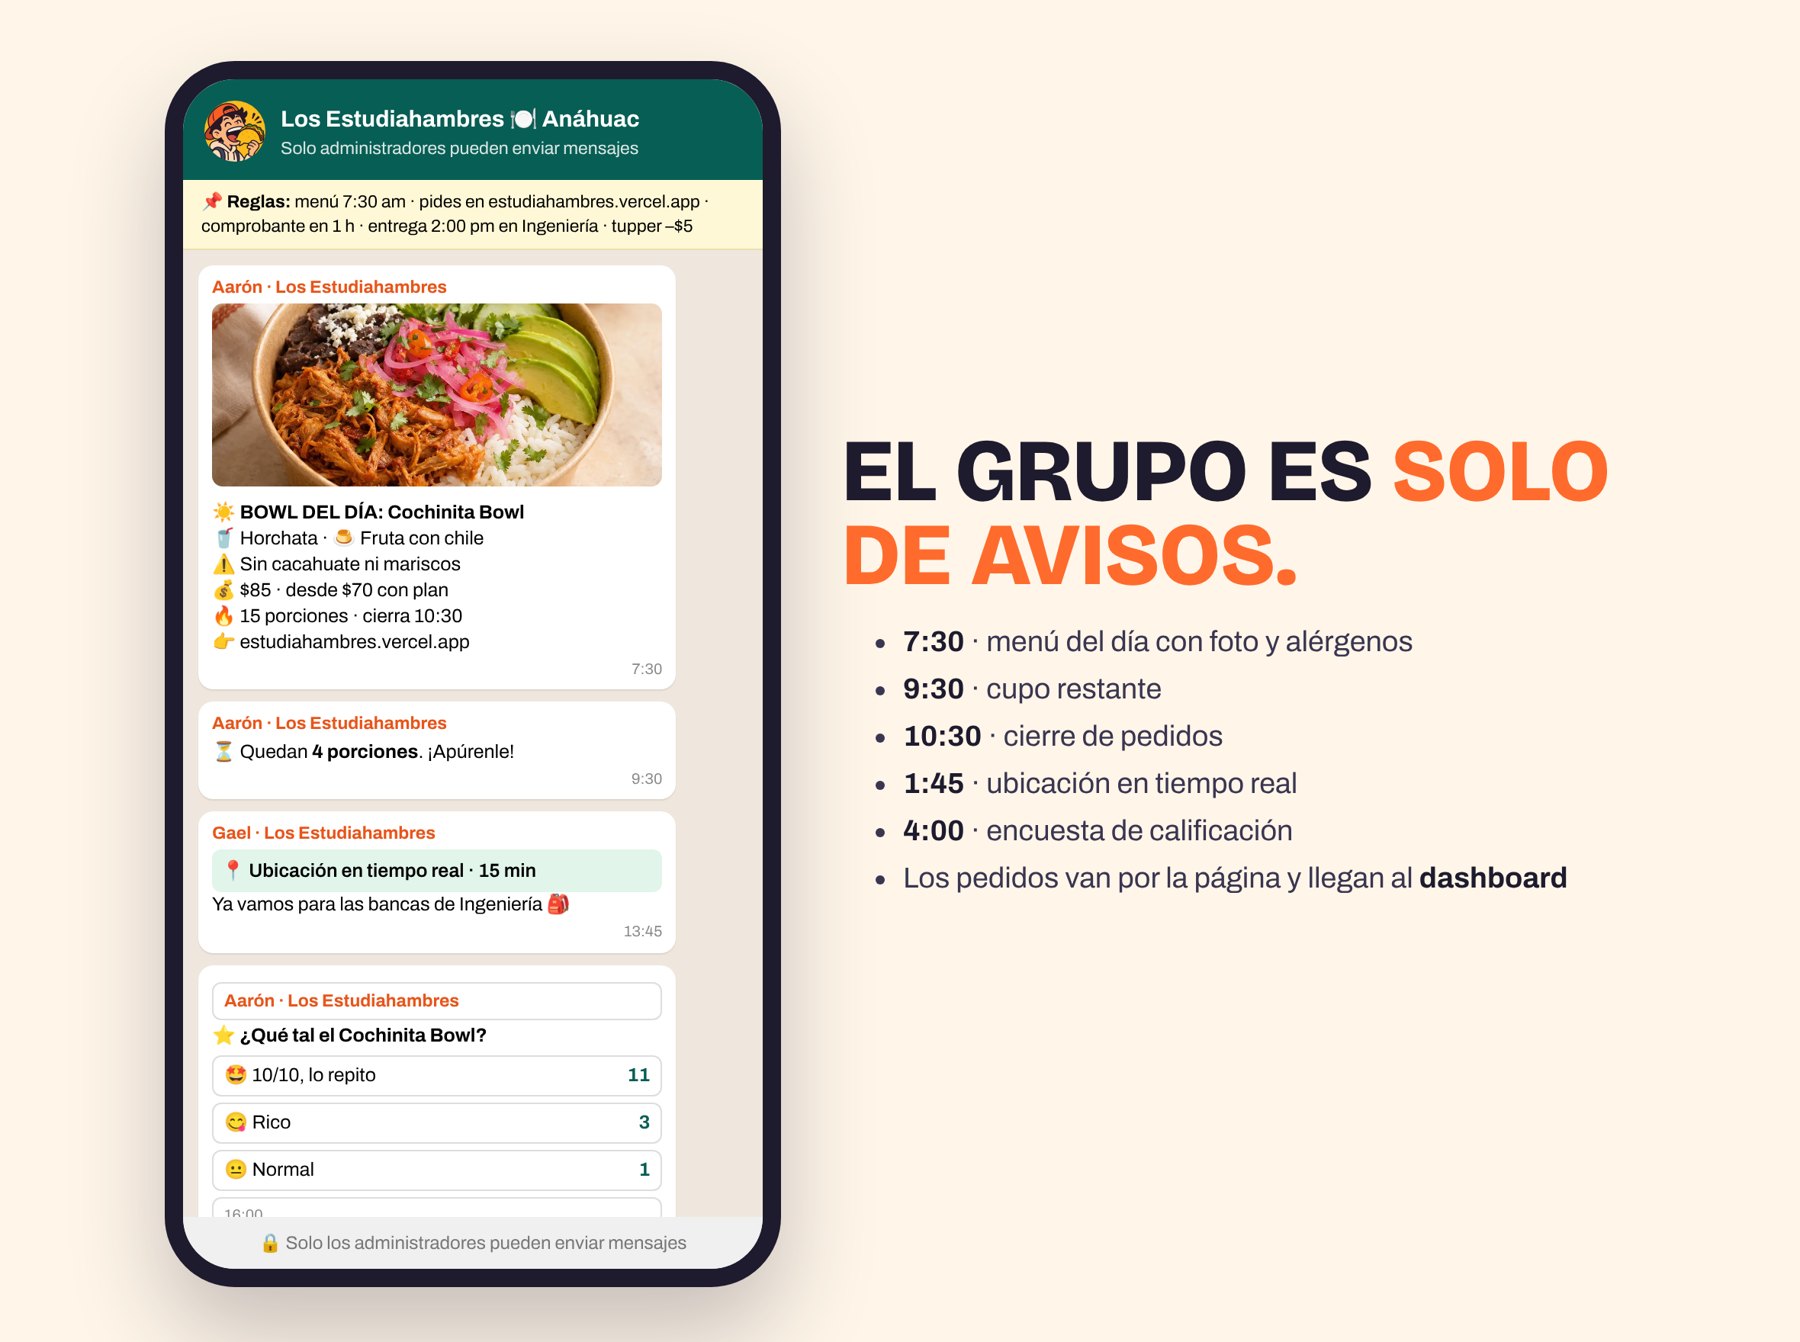 Los Estudiahambres 🍽️ Anáhuac
Solo administradores pueden enviar mensajes
📌 Reglas: menú 7:30 am · pides en estudiahambres.vercel.app ·
comprobante en 1 h · entrega 2:00 pm en Ingeniería · tupper –$5
Aarón · Los Estudiahambres
☀️ BOWL DEL DÍA: Cochinita Bowl
🥤 Horchata · 🍮 Fruta con chile
⚠️ Sin cacahuate ni mariscos
💰 $85 · desde $70 con plan
🔥 15 porciones · cierra 10:30
👉 estudiahambres.vercel.app
7:30
Aarón · Los Estudiahambres
⏳ Quedan 4 porciones. ¡Apúrenle!
9:30
Gael · Los Estudiahambres
📍 Ubicación en tiempo real · 15 min
Ya vamos para las bancas de Ingeniería 🎒
13:45
Aarón · Los Estudiahambres
⭐ ¿Qué tal el Cochinita Bowl?
🤩 10/10, lo repito 11
😋 Rico 3
😐 Normal 1
16:00
🔒 Solo los administradores pueden enviar mensajes
EL GRUPO ES SOLO
DE AVISOS.
• 7:30 · menú del día con foto y alérgenos
• 9:30 · cupo restante
• 10:30 · cierre de pedidos
• 1:45 · ubicación en tiempo real
• 4:00 · encuesta de calificación
• Los pedidos van por la página y llegan al dashboard